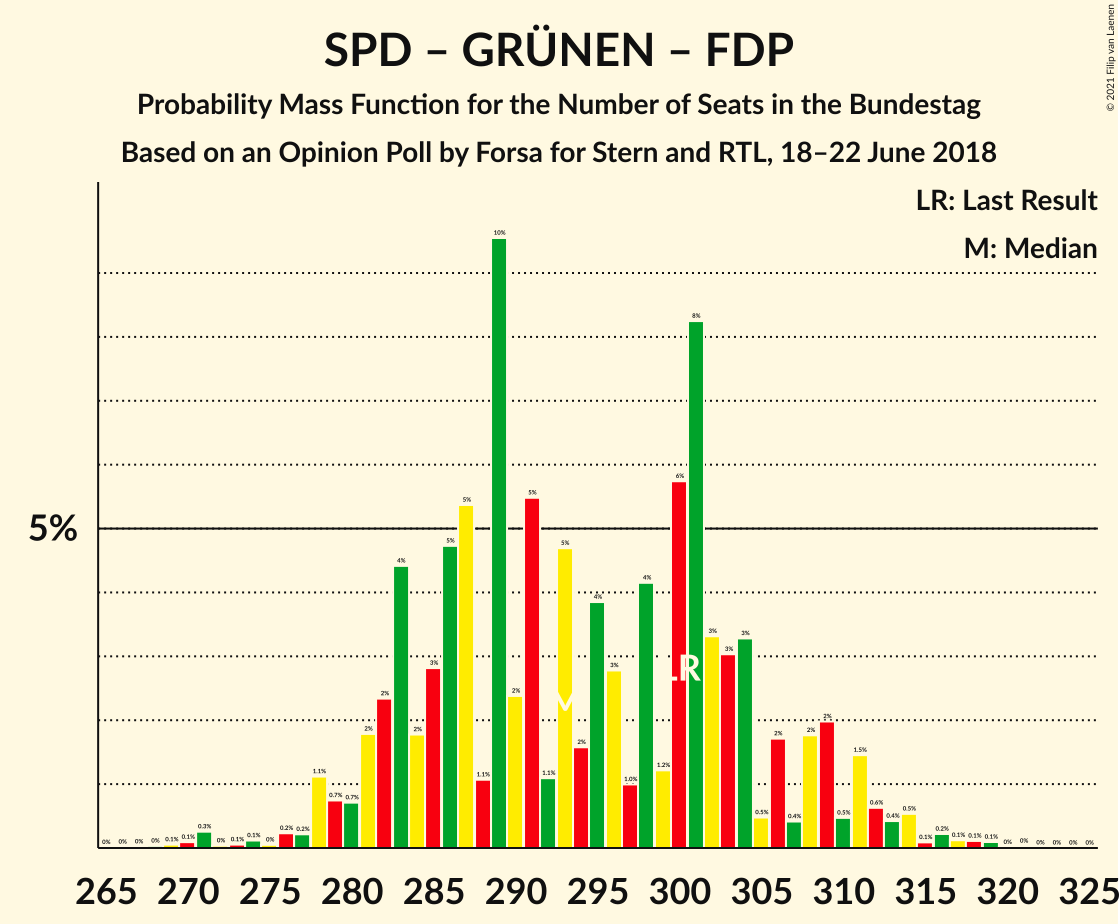 SPD – GRÜNEN – FDP
Probability Mass Function for the Number of Seats in the Bundestag
Based on an Opinion Poll by Forsa for Stern and RTL, 18–22 June 2018
© 2021 Filip van Laenen
LR: Last Result
M: Median
5%
0% 0% 0% 0% 0.1% 0.1% 0.3% 0% 0.1% 0.1% 0% 0.2% 0.2% 1.1% 0.7% 0.7% 2% 2% 4% 2% 3% 5% 5% 1.1% 10% 2% 5% 1.1% 5% 2% 4% 3% 1.0% 4% 1.2% 6% 8% 3% 3% 3% 0.5% 2% 0.4% 2% 2% 0.5% 1.5% 0.6% 0.4% 0.5% 0.1% 0.2% 0.1% 0.1% 0.1% 0% 0% 0% 0% 0% 0%
M
LR
265 270 275 280 285 290 295 300 305 310 315 320 325